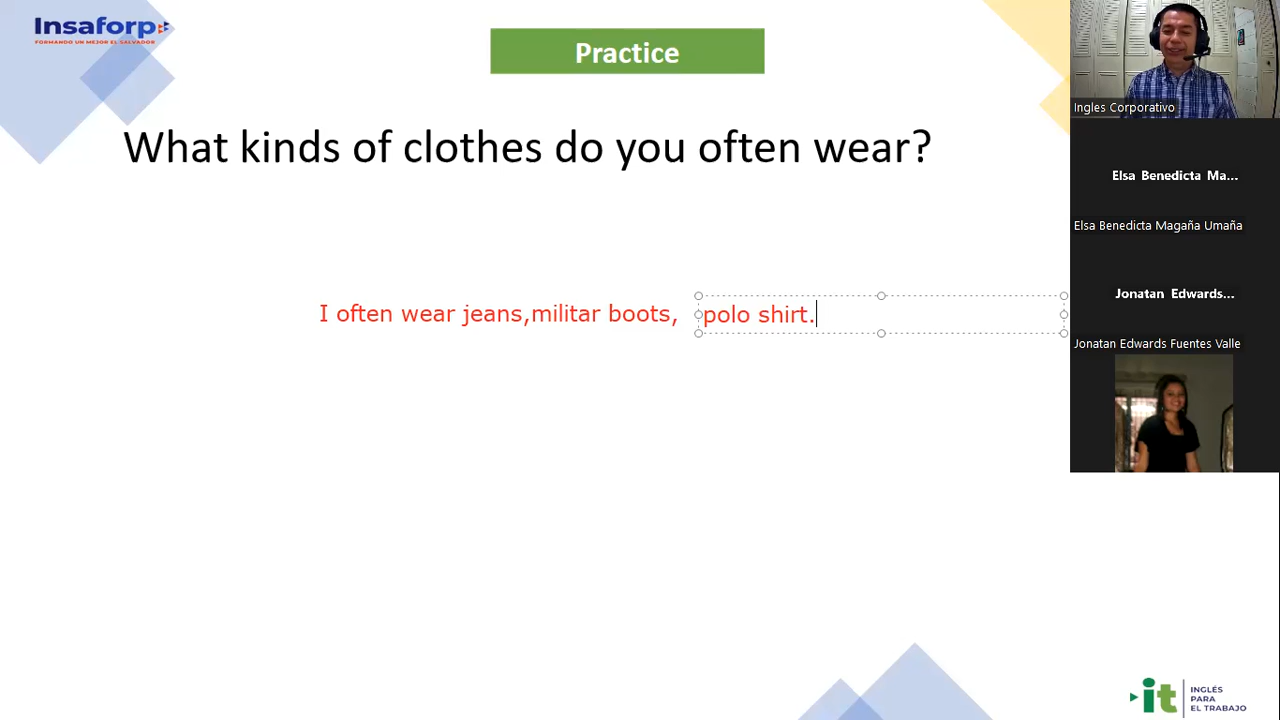 Insaforp
FORMANDO UN MEJOR EL SALVADOR
Practice
What kinds of clothes do you often wear?
I often wear jeans,militar boots, polo shirt.
Ingles Corporativo
Elsa Benedicta Ma...
Elsa Benedicta Magaña Umaña
Jonatan Edwards...
Jonatan Edwards Fuentes Valle
it INGLÉS
PARA
EL TRABAJO